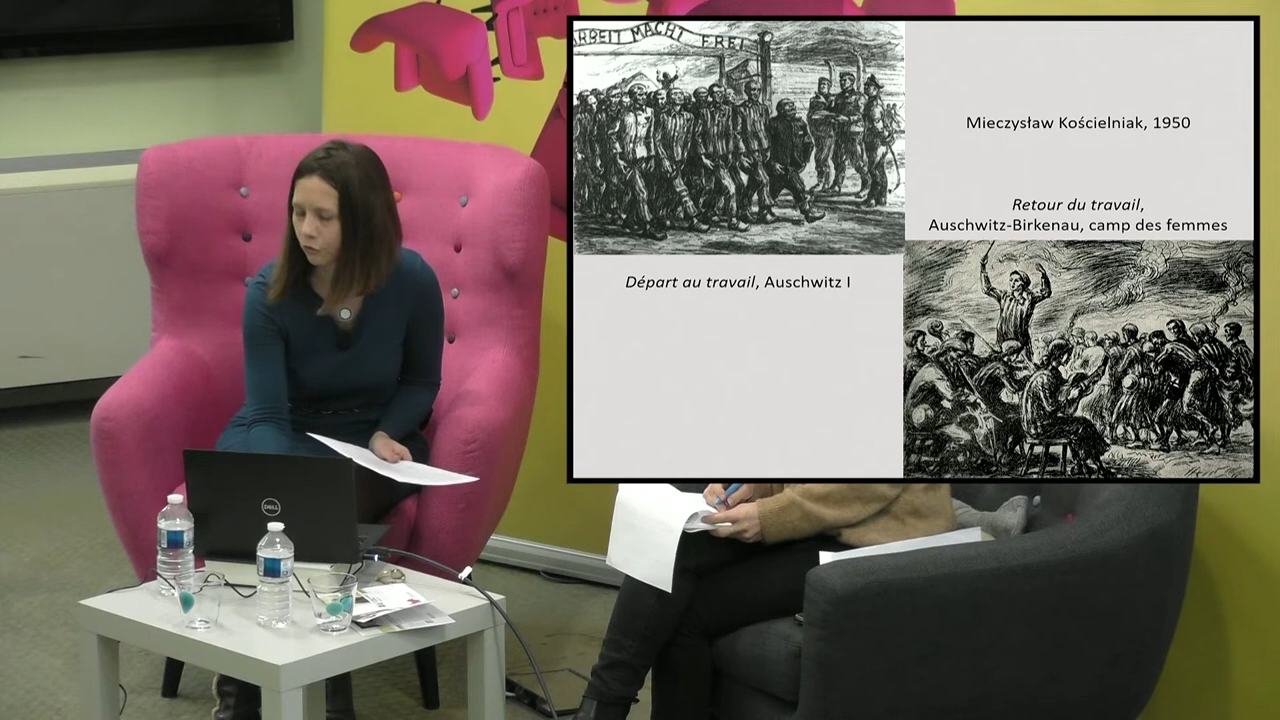 ARBEIT MACHT FREI
Mieczysław Kościelniak, 1950
Retour du travail,
Auschwitz-Birkenau, camp des femmes
Départ au travail, Auschwitz I
DELL